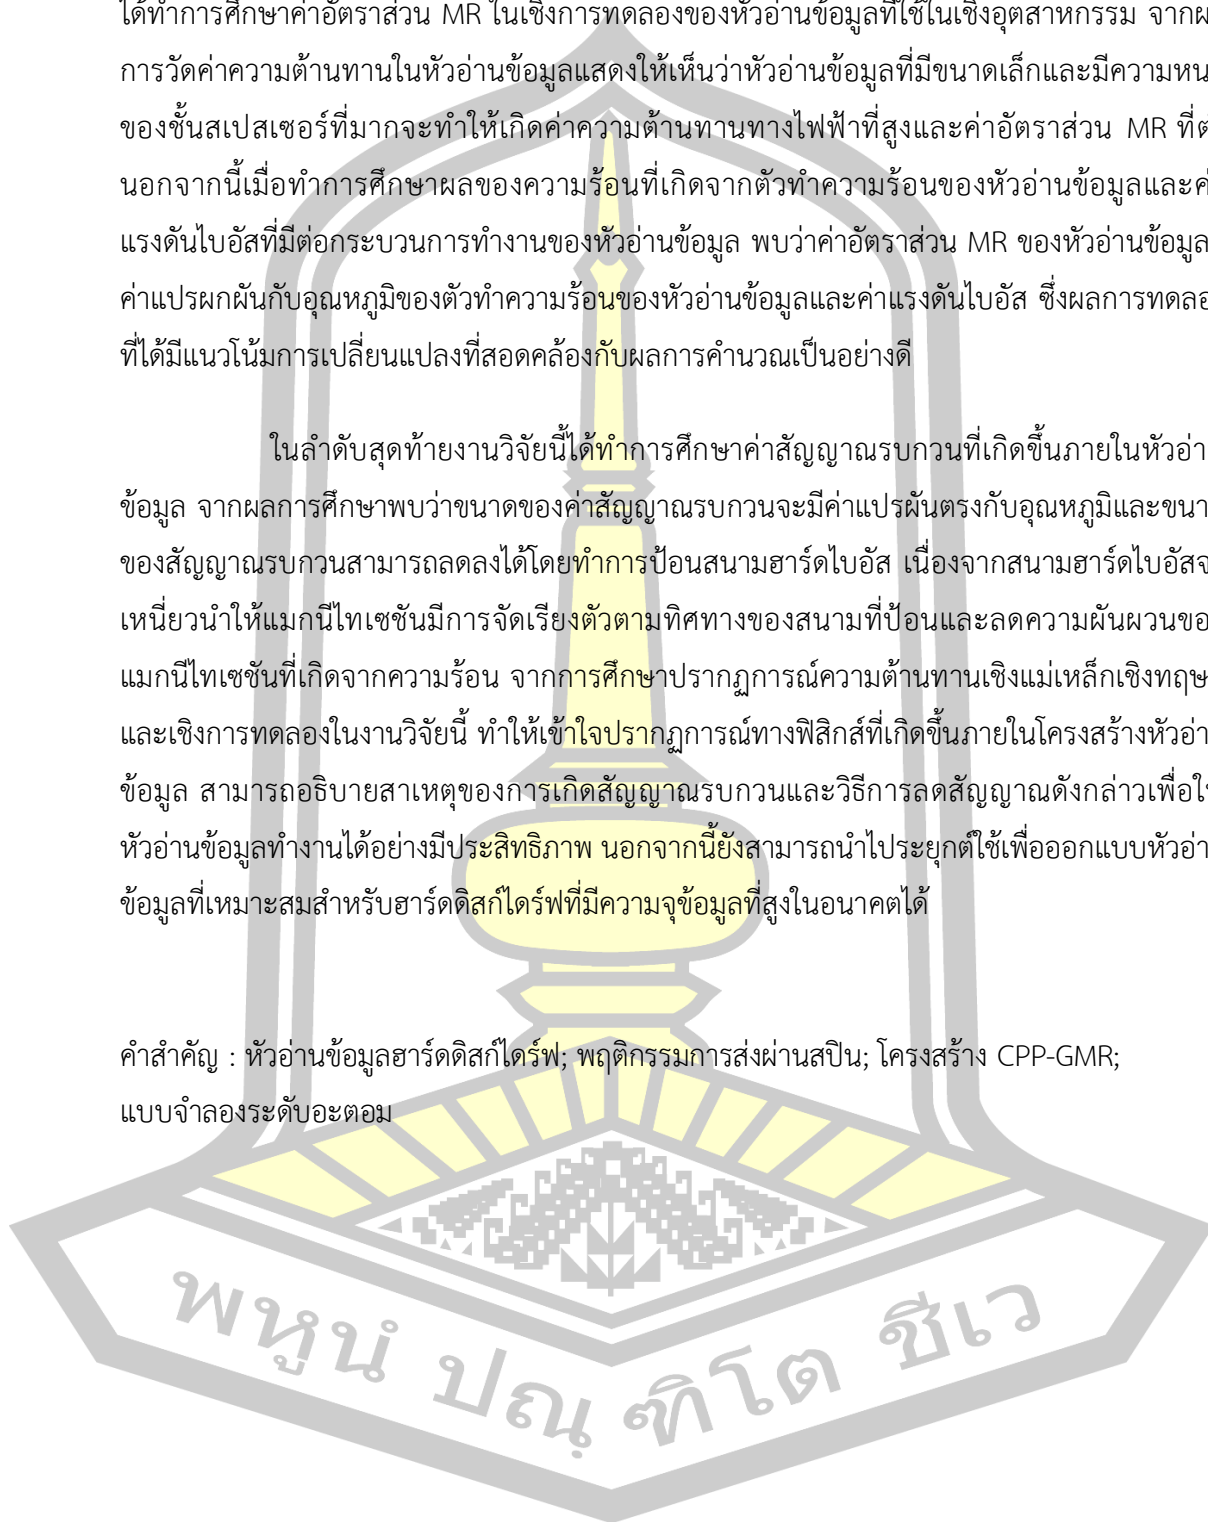 ได้ทำการศึกษาค่าอัตราส่วน MR ในเชิงการทดลองของหัวอ่านข้อมูลที่ใช้ในเชิงอุตสาหกรรม จากผ
การวัดค่าความต้านทานในหัวอ่านข้อมูลแสดงให้เห็นว่าหัวอ่านข้อมูลที่มีขนาดเล็กและมีความหน
ของชั้นสเปสเซอร์ที่มากจะทำให้เกิดค่าความต้านทานทางไฟฟ้าที่สูงและค่าอัตราส่วน MR ที่ต่
นอกจากนี้เมื่อทำการศึกษาผลของความร้อนที่เกิดจากตัวทำความร้อนของหัวอ่านข้อมูลและค่
แรงดันไบอัสที่มีต่อกระบวนการทำงานของหัวอ่านข้อมูล พบว่าค่าอัตราส่วน MR ของหัวอ่านข้อมูล
ค่าแปรผกผันกับอุณหภูมิของตัวทำความร้อนของหัวอ่านข้อมูลและค่าแรงดันไบอัส ซึ่งผลการทดลอ
ที่ได้มีแนวโน้มการเปลี่ยนแปลงที่สอดคล้องกับผลการคำนวณเป็นอย่างดี
ในลำดับสุดท้ายงานวิจัยนี้ได้ทำการศึกษาค่าสัญญาณรบกวนที่เกิดขึ้นภายในหัวอ่า
ข้อมูล จากผลการศึกษาพบว่าขนาดของค่าสัญญาณรบกวนจะมีค่าแปรผันตรงกับอุณหภูมิและขนา
ของสัญญาณรบกวนสามารถลดลงได้โดยทำการป้อนสนามฮาร์ดไบอัส เนื่องจากสนามฮาร์ดไบอัสจ
เหนี่ยวนำให้แมกนีไทเซชันมีการจัดเรียงตัวตามทิศทางของสนามที่ป้อนและลดความผันผวนขอ
แมกนีไทเซชันที่เกิดจากความร้อน จากการศึกษาปรากฏการณ์ความต้านทานเชิงแม่เหล็กเชิงทฤษ
และเชิงการทดลองในงานวิจัยนี้ ทำให้เข้าใจปรากฏการณ์ทางฟิสิกส์ที่เกิดขึ้นภายในโครงสร้างหัวอ่า
ข้อมูล สามารถอธิบายสาเหตุของการเกิดสัญญาณรบกวนและวิธีการลดสัญญาณดังกล่าวเพื่อให
หัวอ่านข้อมูลทำงานได้อย่างมีประสิทธิภาพ นอกจากนี้ยังสามารถนำไประยุกต์ใช้เพื่อออกแบบหัวอ่า
ข้อมูลที่เหมาะสมสำหรับฮาร์ดดิสก์ไดร์ฟที่มีความจุข้อมูลที่สูงในอนาคตได้
คำสำคัญ : หัวอ่านข้อมูลฮาร์ดดิสก์ไดร์ฟ; พฤติกรรมการส่งผ่านสปิน; โครงสร้าง CPP-GMR;
แบบจำลองระดับอะตอม
พหูนํ ปณฺฑิโต ชีเว